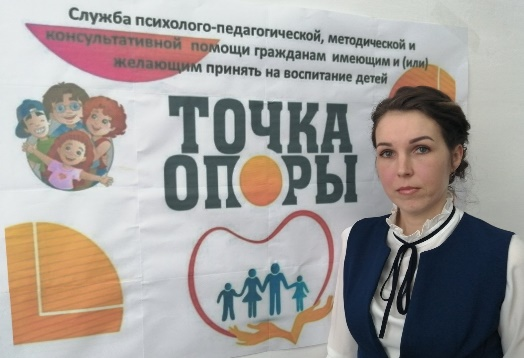 Служба психолого-педагогической, методической и
консультативной помощи гражданам имеющим и (или)
желающим принять на воспитание детей
ТОЧКА
ОПОРЫ